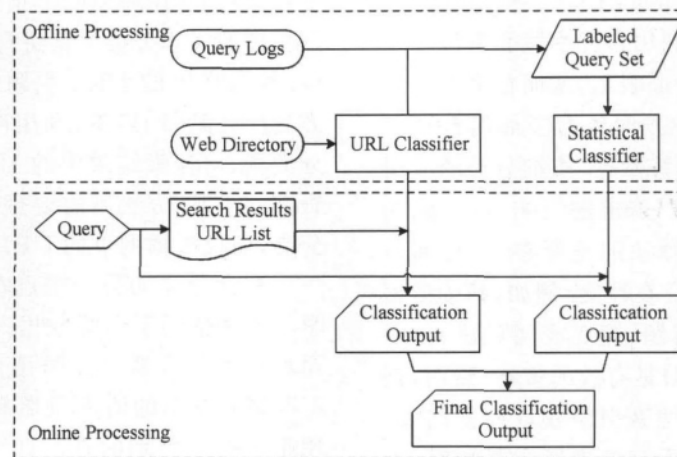 Offline Processing
Query Logs
Labeled
Query Set
Web Directory
URL Classifier
Statistical
Classifier
Query
Search Results
URL List
Classification
Output
Classification
Output
Final Classification
Output
Online Processing